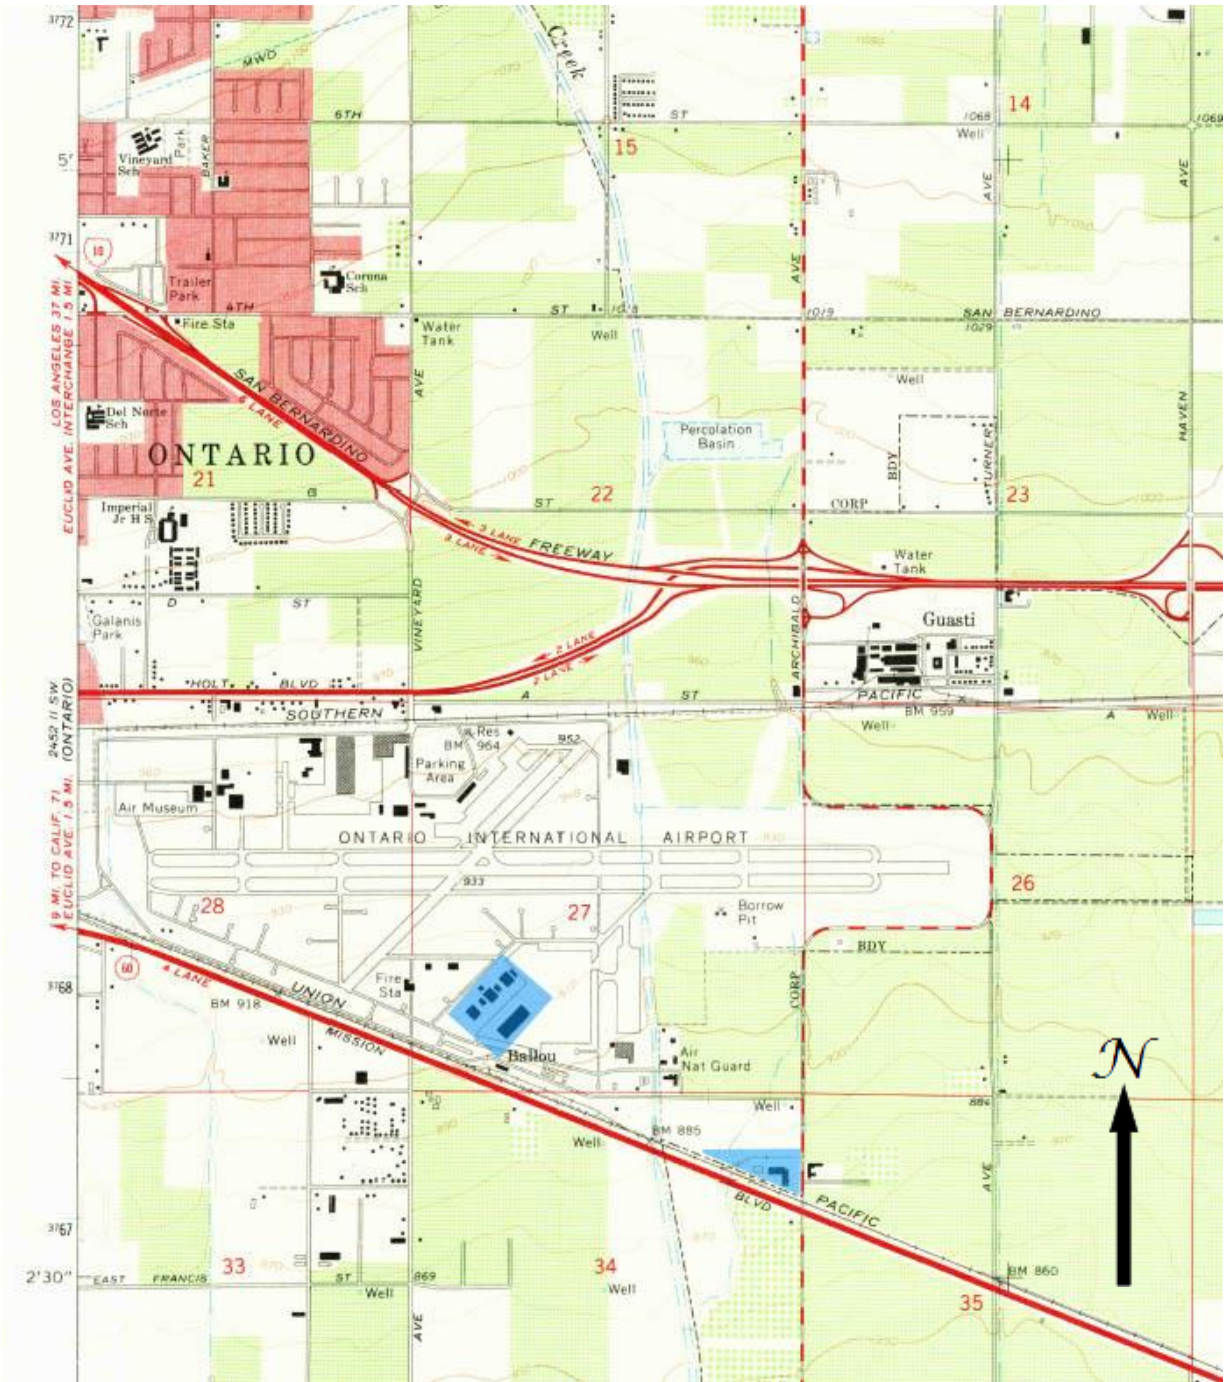 3772
Creek
MWD
14
6TH
ST
1068
1069
15
Well
5'
Vineyard
Sch
Park
BAKER
AVE
AVE
AVE
3771
10
Trailer
Park
Corona
Sch
4TH
ST
1019
SAN BERNARDINO
1029
Fire Sta
Water
Tank
Well
LOS ANGELES 37 MI.
EUCLID AVE. INTERCHANGE 1.5 MI.
SAN BERNARDINO
6 LANE
AVE
Well
Del Norte
Sch
Percolation
Basin
HAVEN
TURNER
BDY
ONTARIO
21
22
CORP
23
G
ST
Imperial
Jr H S
3 LANE
3 LANE
FREEWAY
Water
Tank
D
ST
VINEYARD
ARCHIBALD
Guasti
Galanis
Park
2 LANE
2 LANE
HOLT
BLVD
A
ST
PACIFIC
SOUTHERN
BM 959
A
Well
Well
2452 II SW
(ONTARIO)
Res
BM 964
952
Parking
Area
Air Museum
ONTARIO INTERNATIONAL AIRPORT
9 MI. TO CALIF. 71
EUCLID AVE. 1.5 MI.
933
26
28
27
Borrow
Pit
BDY
60
4 LANE
Fire
Sta
CORP
3768
BM 918
UNION
MISSION
Well
Ballou
Air
Nat Guard
N
884
Well
BM 885
Well
AVE
BLVD
PACIFIC
3767
33
34
2'30"
EAST FRANCIS
ST
869
BM 860
Well
Well
35
AVE